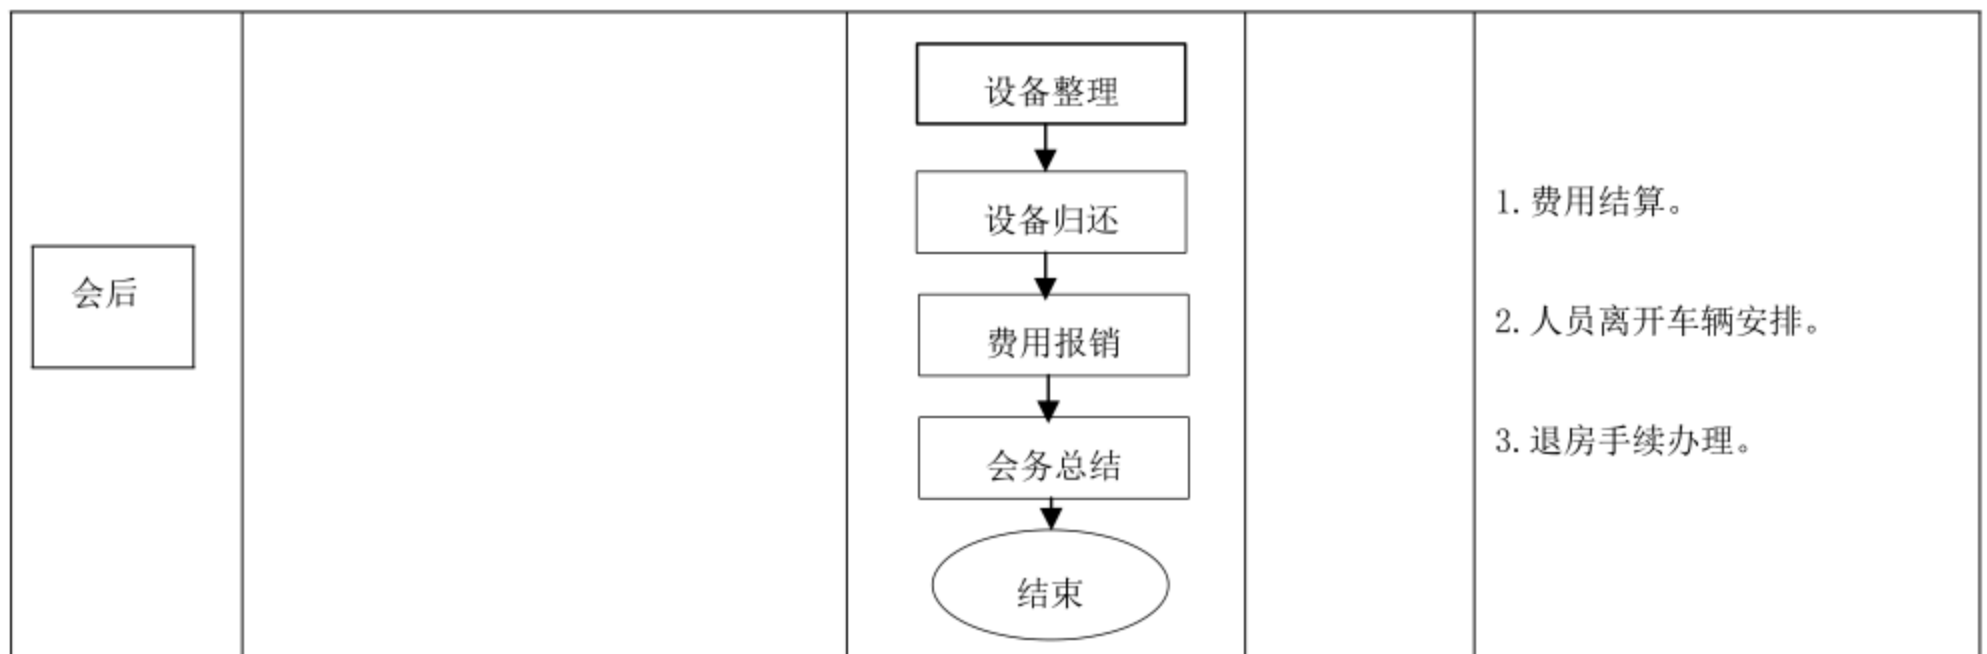 会后
设备整理
设备归还
费用报销
会务总结
结束
1.费用结算。
2.人员离开车辆安排。
3.退房手续办理。